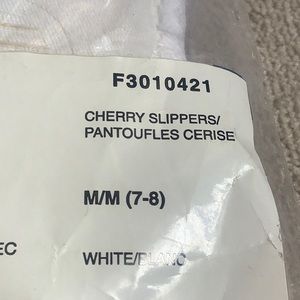 F3010421
CHERRY SLIPPERS/
PANTOUFLES CERISE
M/M (7-8)
EC
WHITE/BLANC